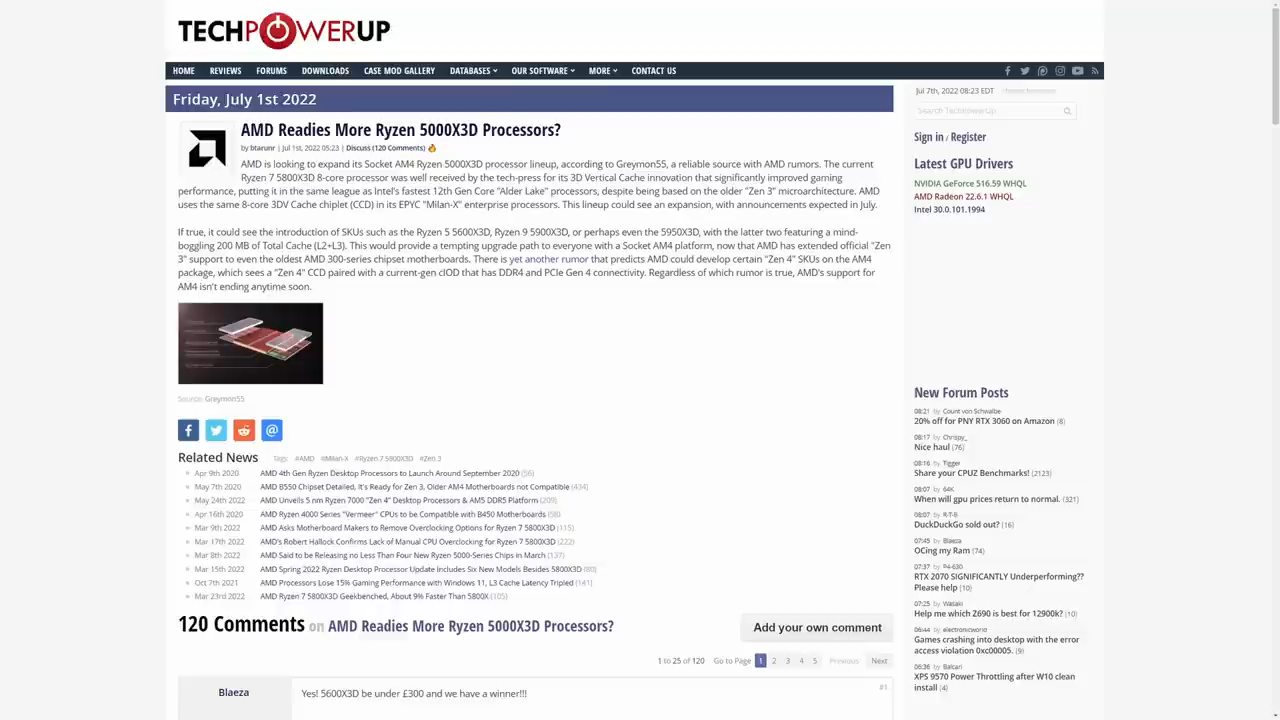 TECHPOWERUP
HOME REVIEWS FORUMS DOWNLOADS CASE MOD GALLERY DATABASES OUR SOFTWARE MORE CONTACT US
Friday, July 1st 2022
AMD Readies More Ryzen 5000X3D Processors?
by btarunr | Jul 1st, 2022 05:23 | Discuss (120 Comments)
AMD is looking to expand its Socket AM4 Ryzen 5000X3D processor lineup, according to Greymon55, a reliable source with AMD rumors. The current
Ryzen 7 5800X3D 8-core processor was well received by the tech-press for its 3D Vertical Cache innovation that significantly improved gaming
performance, putting it in the same league as Intel's fastest 12th Gen Core "Alder Lake" processors, despite being based on the older "Zen 3" microarchitecture. AMD
uses the same 8-core 3DV Cache chiplet (CCD) in its EPYC "Milan-X" enterprise processors. This lineup could see an expansion, with announcements expected in July.
If true, it could see the introduction of SKUs such as the Ryzen 5 5600X3D, Ryzen 9 5900X3D, or perhaps even the 5950X3D, with the latter two featuring a mind-
boggling 200 MB of Total Cache (L2+L3). This would provide a tempting upgrade path to everyone with a Socket AM4 platform, now that AMD has extended official "Zen
3" support to even the oldest AMD 300-series chipset motherboards. There is yet another rumor that predicts AMD could develop certain "Zen 4" SKUs on the AM4
package, which sees a "Zen 4" CCD paired with a current-gen cIOD that has DDR4 and PCIe Gen 4 connectivity. Regardless of which rumor is true, AMD's support for
AM4 isn't ending anytime soon.
Source: Greymon55
Related News Tags: #AMD #Milan-X #Ryzen 7 5800X3D #Zen 3
Apr 9th 2020 AMD 4th Gen Ryzen Desktop Processors to Launch Around September 2020 (56)
May 7th 2020 AMD B550 Chipset Detailed, It's Ready for Zen 3, Older AM4 Motherboards not Compatible (434)
May 24th 2022 AMD Unveils 5 nm Ryzen 7000 "Zen 4" Desktop Processors & AM5 DDR5 Platform (209)
Apr 16th 2020 AMD Ryzen 4000 Series "Vermeer" CPUs to be Compatible with B450 Motherboards (58)
Mar 9th 2022 AMD Asks Motherboard Makers to Remove Overclocking Options for Ryzen 7 5800X3D (115)
Mar 17th 2022 AMD's Robert Hallock Confirms Lack of Manual CPU Overclocking for Ryzen 7 5800X3D (222)
Mar 8th 2022 AMD Said to be Releasing no Less Than Four New Ryzen 5000-Series Chips in March (137)
Mar 15th 2022 AMD Spring 2022 Ryzen Desktop Processor Update Includes Six New Models Besides 5800X3D (80)
Oct 7th 2021 AMD Processors Lose 15% Gaming Performance with Windows 11, L3 Cache Latency Tripled (141)
Mar 23rd 2022 AMD Ryzen 7 5800X3D Geekbenched, About 9% Faster Than 5800X (105)
120 Comments on AMD Readies More Ryzen 5000X3D Processors?
Add your own comment
1 to 25 of 120 Go to Page 1 2 3 4 5 Previous Next
Blaeza
Yes! 5600X3D be under £300 and we have a winner!!! #1
Jul 7th, 2022 08:23 EDT
Search TechPowerUp
Sign in / Register
Latest GPU Drivers
NVIDIA GeForce 516.59 WHQL
AMD Radeon 22.6.1 WHQL
Intel 30.0.101.1994
New Forum Posts
08:21 by Count von Schwalbe
20% off for PNY RTX 3060 on Amazon (8)
08:17 by Chrispy_
Nice haul (76)
08:16 by Tigger
Share your CPUZ Benchmarks! (2123)
08:07 by 64K
When will gpu prices return to normal. (321)
08:07 by R-T-B
DuckDuckGo sold out? (16)
07:45 by Blaeza
OCing my Ram (74)
07:37 by P4-630
RTX 2070 SIGNIFICANTLY Underperforming??
Please help (10)
07:25 by Wasaki
Help me which Z690 is best for 12900k? (10)
06:44 by electronicworld
Games crashing into desktop with the error
access violation 0xc00005. (9)
06:36 by Balsari
XPS 9570 Power Throttling after W10 clean
install (4)